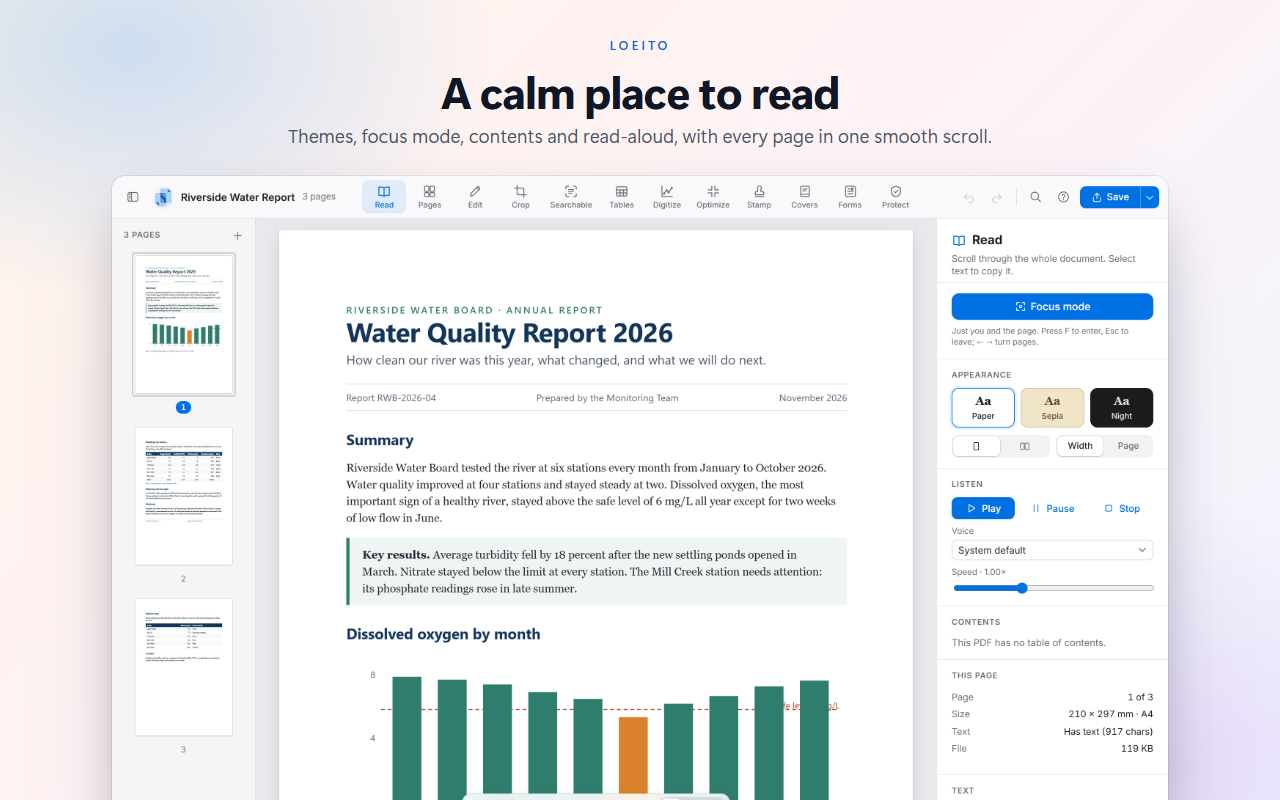 LOEITO
A calm place to read
Themes, focus mode, contents and read-aloud, with every page in one smooth scroll.
Riverside Water Report 3 pages
Read Pages Edit Crop Searchable Tables Digitize Optimize Stamp Covers Forms Protect
Save
3 PAGES
Water Quality Report 2026
1
2
3
RIVERSIDE WATER BOARD · ANNUAL REPORT
Water Quality Report 2026
How clean our river was this year, what changed, and what we will do next.
Report RWB-2026-04 Prepared by the Monitoring Team November 2026
Summary
Riverside Water Board tested the river at six stations every month from January to October 2026.
Water quality improved at four stations and stayed steady at two. Dissolved oxygen, the most
important sign of a healthy river, stayed above the safe level of 6 mg/L all year except for two weeks
of low flow in June.
Key results. Average turbidity fell by 18 percent after the new settling ponds opened in
March. Nitrate stayed below the limit at every station. The Mill Creek station needs attention:
its phosphate readings rose in late summer.
Dissolved oxygen by month
8
4
Read
Scroll through the whole document. Select
text to copy it.
Focus mode
Just you and the page. Press F to enter, Esc to
leave; ← → turn pages.
APPEARANCE
Aa Aa Aa
Paper Sepia Night
Width Page
LISTEN
Play Pause Stop
Voice
System default
Speed · 1.00×
CONTENTS
This PDF has no table of contents.
THIS PAGE
Page 1 of 3
Size 210 × 297 mm · A4
Text Has text (917 chars)
File 119 KB
TEXT